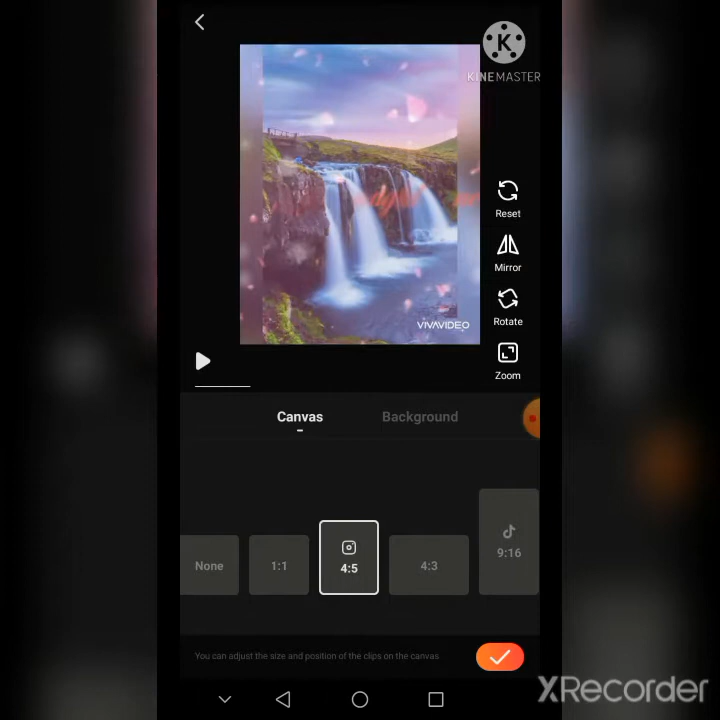 KINEMASTER
Reset
Mirror
Rotate
VIVAVIDEO
Zoom
Canvas
Background
None
1:1
4:5
4:3
9:16
You can adjust the size and position of the clips on the canvas
XRecorder